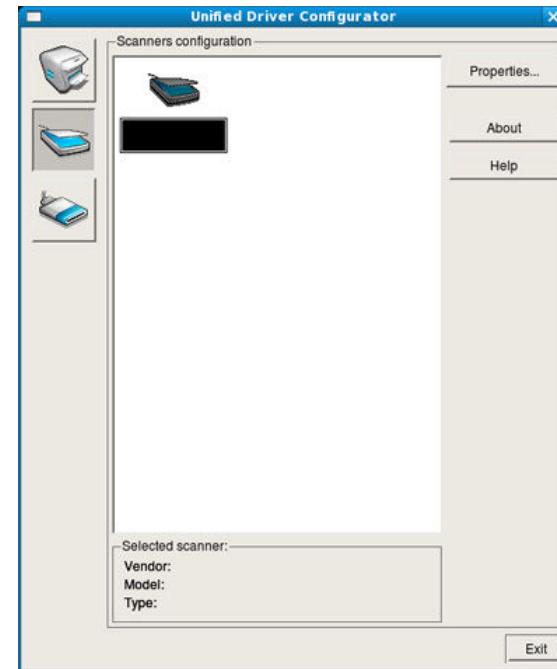 Unified Driver Configurator
Scanners configuration
Properties...
About
Help
Selected scanner:
Vendor:
Model:
Type:
Exit